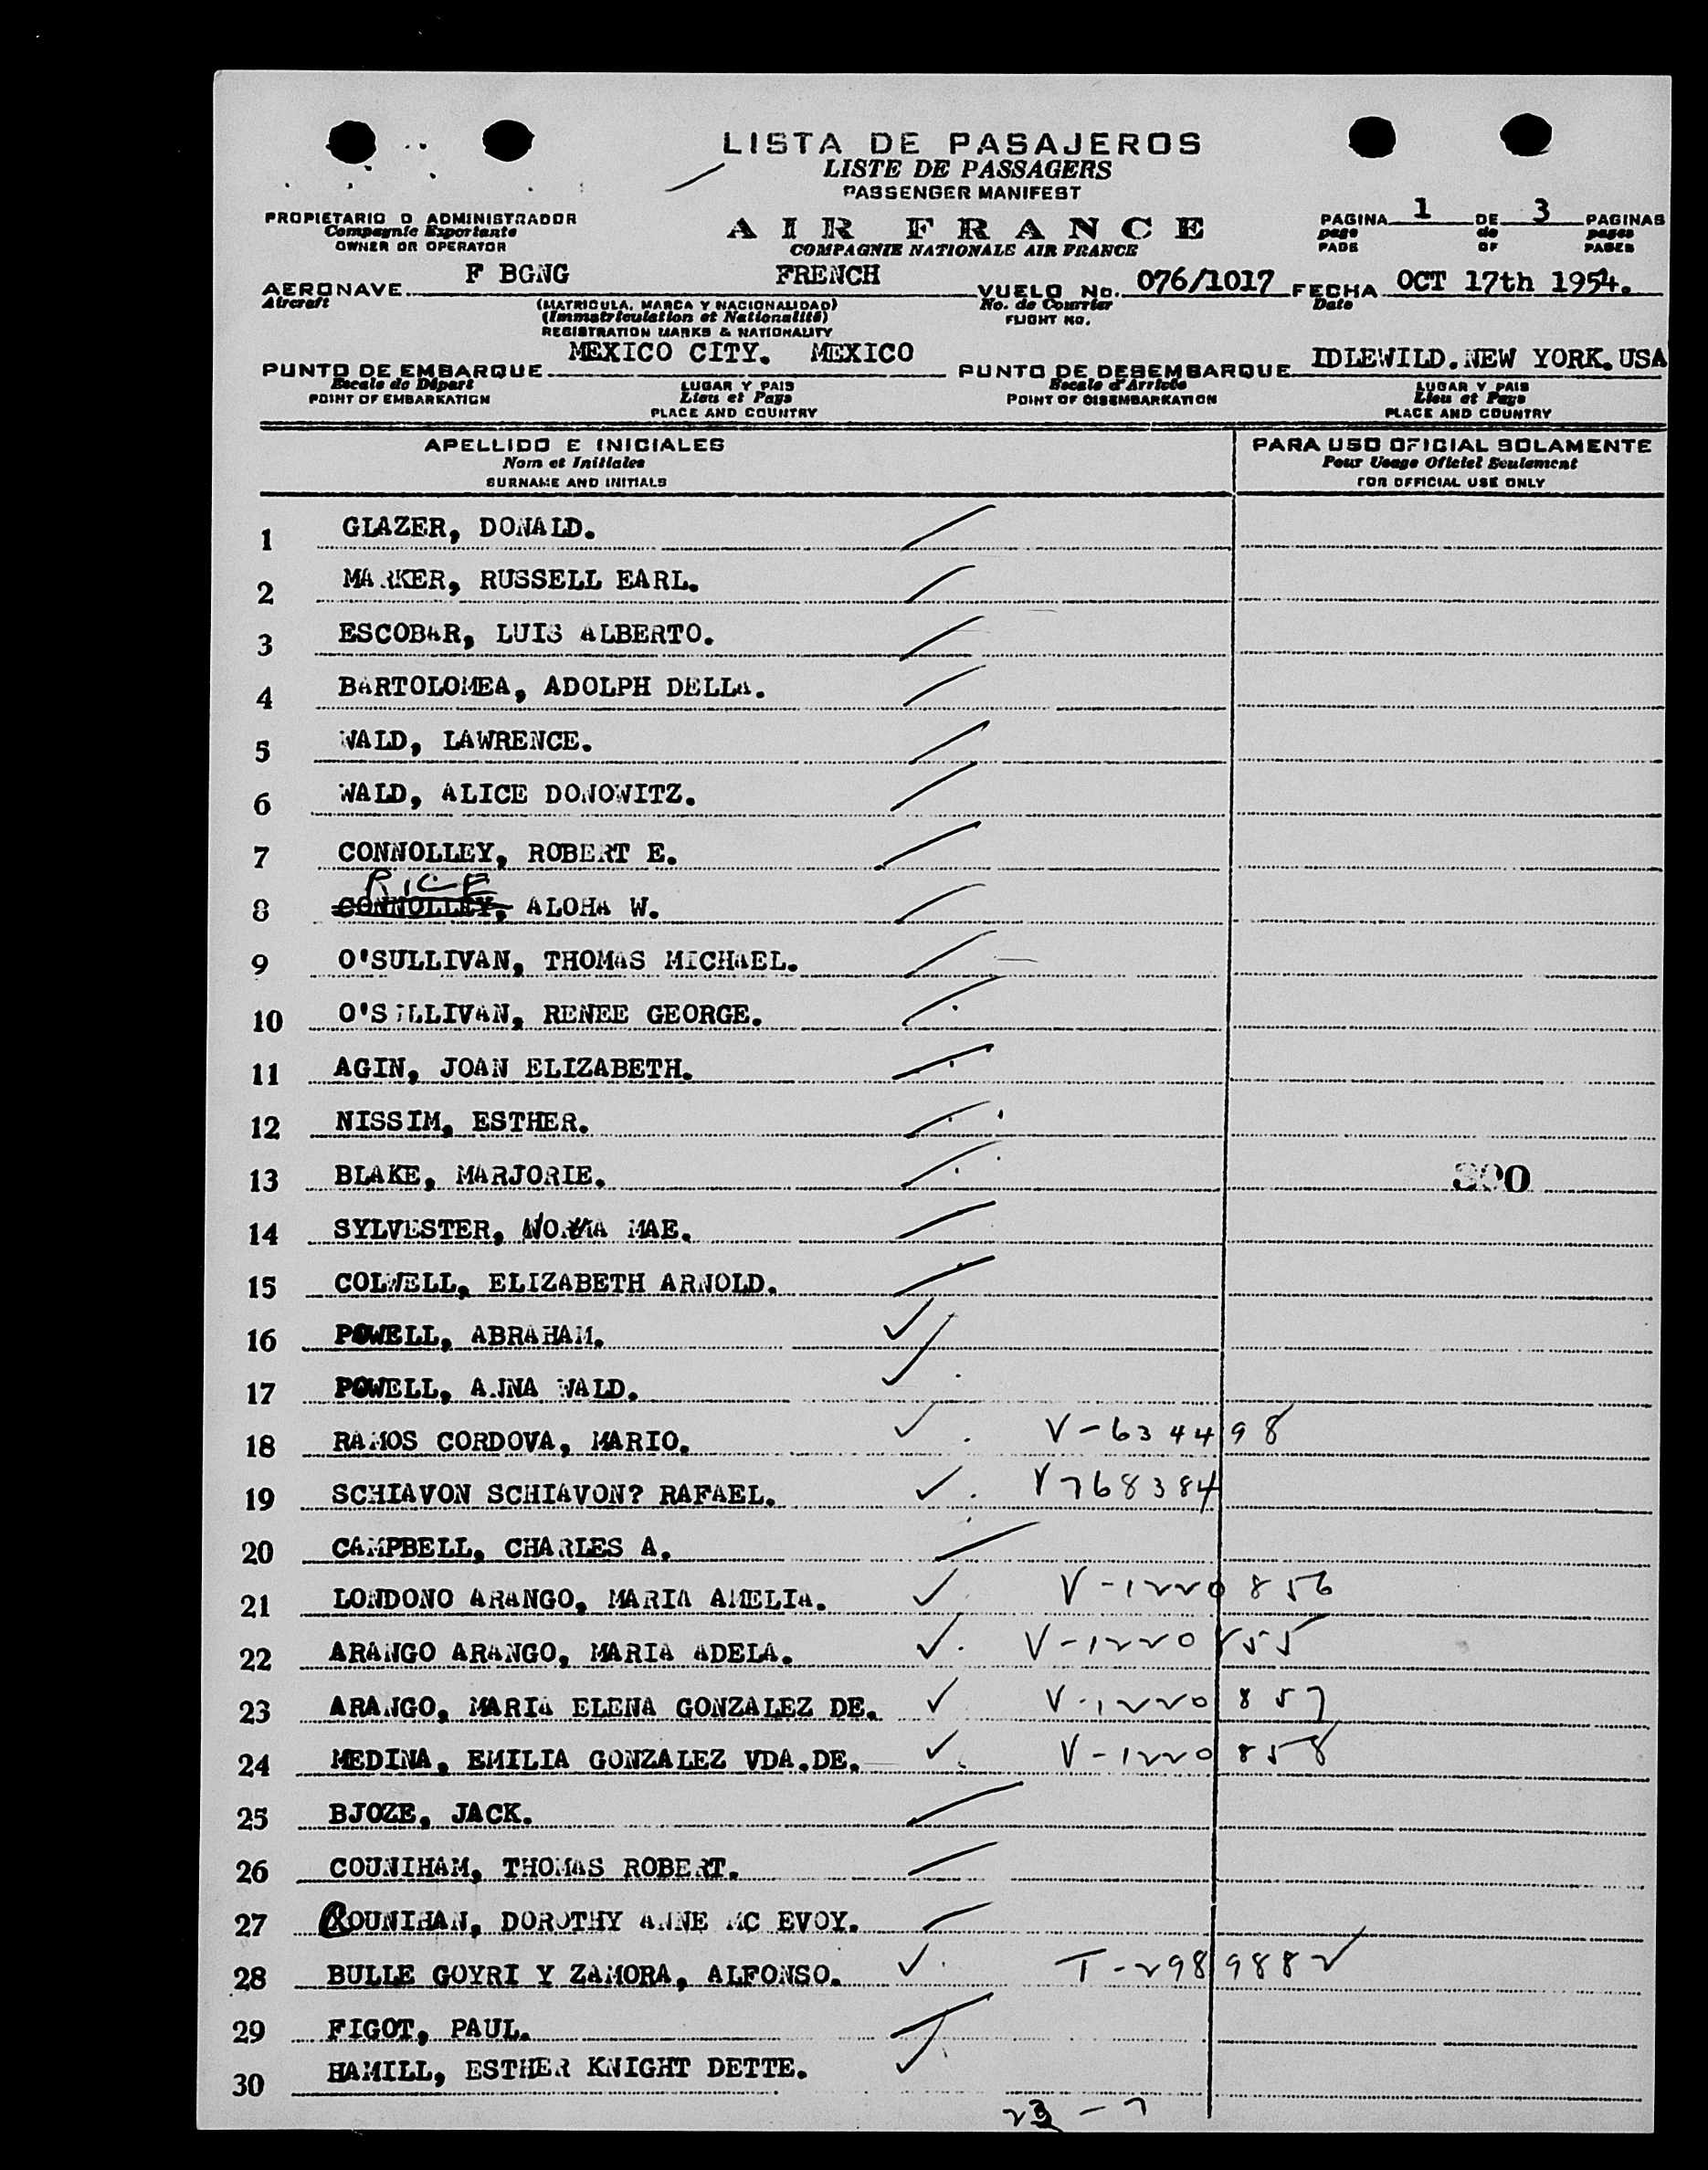 LISTA DE PASAJEROS
LISTE DE PASSAGERS
PASSENGER MANIFEST
PROPIETARIO O ADMINISTRADOR
Compagnie Exportante
OWNER OR OPERATOR
AIR FRANCE
COMPAGNIE NATIONALE AIR FRANCE
PAGINA 1 DE 3 PAGINAS
page de pages
PAGE OF PAGES
AERONAVE F BGNG FRENCH VUELO No. 076/1017 FECHA OCT 17th 1954.
Aircraft (MATRICULA, MARCA Y NACIONALIDAD) No. de Courrier Date
(Immatriculation et Nationalité) FLIGHT NO.
REGISTRATION MARKS & NATIONALITY
PUNTO DE EMBARQUE MEXICO CITY. MEXICO PUNTO DE DESEMBARQUE IDLEWILD.NEW YORK.USA
Escale de Départ LUGAR Y PAIS Escale d'Arrivée LUGAR Y PAIS
POINT OF EMBARKATION Lieu et Pays POINT OF DISEMBARKATION Lieu et Pays
PLACE AND COUNTRY PLACE AND COUNTRY
APELLIDO E INICIALES PARA USO OFICIAL SOLAMENTE
Nom et Initiales Pour Usage Officiel Seulement
SURNAME AND INITIALS FOR OFFICIAL USE ONLY
1 GLAZER, DONALD.
2 MARKER, RUSSELL EARL.
3 ESCOBAR, LUIS ALBERTO.
4 BARTOLOMEA, ADOLPH DELLA.
5 WALD, LAWRENCE.
6 WALD, ALICE DONOWITZ.
7 CONNOLLEY, ROBERT E.
RICE
8 CONNOLLEY, ALOHA W.
9 O'SULLIVAN, THOMAS MICHAEL.
10 O'SULLIVAN, RENEE GEORGE.
11 AGIN, JOAN ELIZABETH.
12 NISSIM, ESTHER.
13 BLAKE, MARJORIE. 300
14 SYLVESTER, NORMA MAE.
15 COLWELL, ELIZABETH ARNOLD.
16 POWELL, ABRAHAM.
17 POWELL, ANNA WALD.
18 RAMOS CORDOVA, MARIO. V-634498
19 SCHIAVON SCHIAVON? RAFAEL. V768384
20 CAMPBELL, CHARLES A.
21 LONDONO ARANGO, MARIA AMELIA. V-1220856
22 ARANGO ARANGO, MARIA ADELA. V-1220855
23 ARANGO, MARIA ELENA GONZALEZ DE. V-1220857
24 MEDINA, EMILIA GONZALEZ VDA.DE. V-1220858
25 BJOZE, JACK.
26 COUNIHAM, THOMAS ROBERT.
27 COUNIHAN, DOROTHY ANNE MC EVOY.
28 BULLE GOYRI Y ZAMORA, ALFONSO. T-2989882
29 FIGOT, PAUL.
30 HAMILL, ESTHER KNIGHT DETTE.
23 - 7